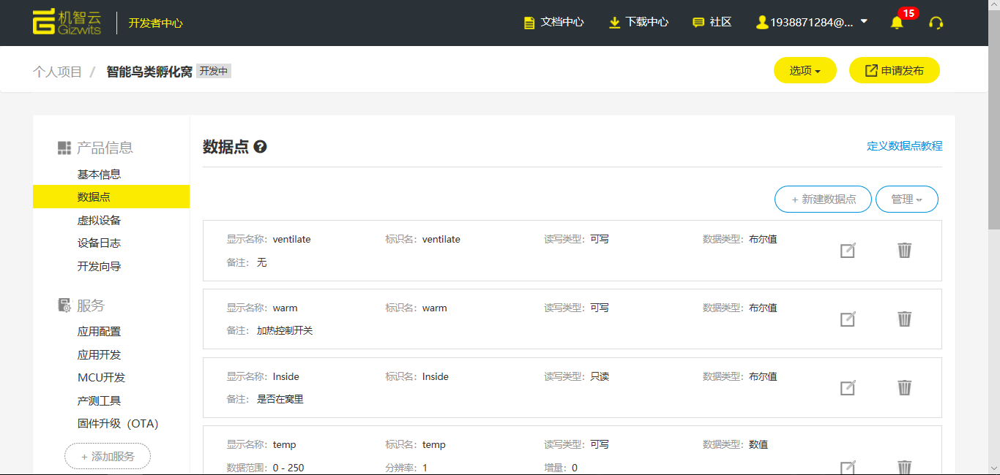 机智云 Gizwits 开发者中心 文档中心 下载中心 社区 1938871284@... 15
个人项目 / 智能鸟类孵化窝 开发中 选项 申请发布
产品信息
基本信息
数据点
虚拟设备
设备日志
开发向导
服务
应用配置
应用开发
MCU开发
产测工具
固件升级（OTA）
+ 添加服务
数据点 ? 定义数据点教程
+ 新建数据点 管理
显示名称: ventilate 标识名: ventilate 读写类型: 可写 数据类型: 布尔值
备注: 无
显示名称: warm 标识名: warm 读写类型: 可写 数据类型: 布尔值
备注: 加热控制开关
显示名称: Inside 标识名: Inside 读写类型: 只读 数据类型: 布尔值
备注: 是否在窝里
显示名称: temp 标识名: temp 读写类型: 可写 数据类型: 数值
数据范围: 0 - 250 分辨率: 1 增量: 0